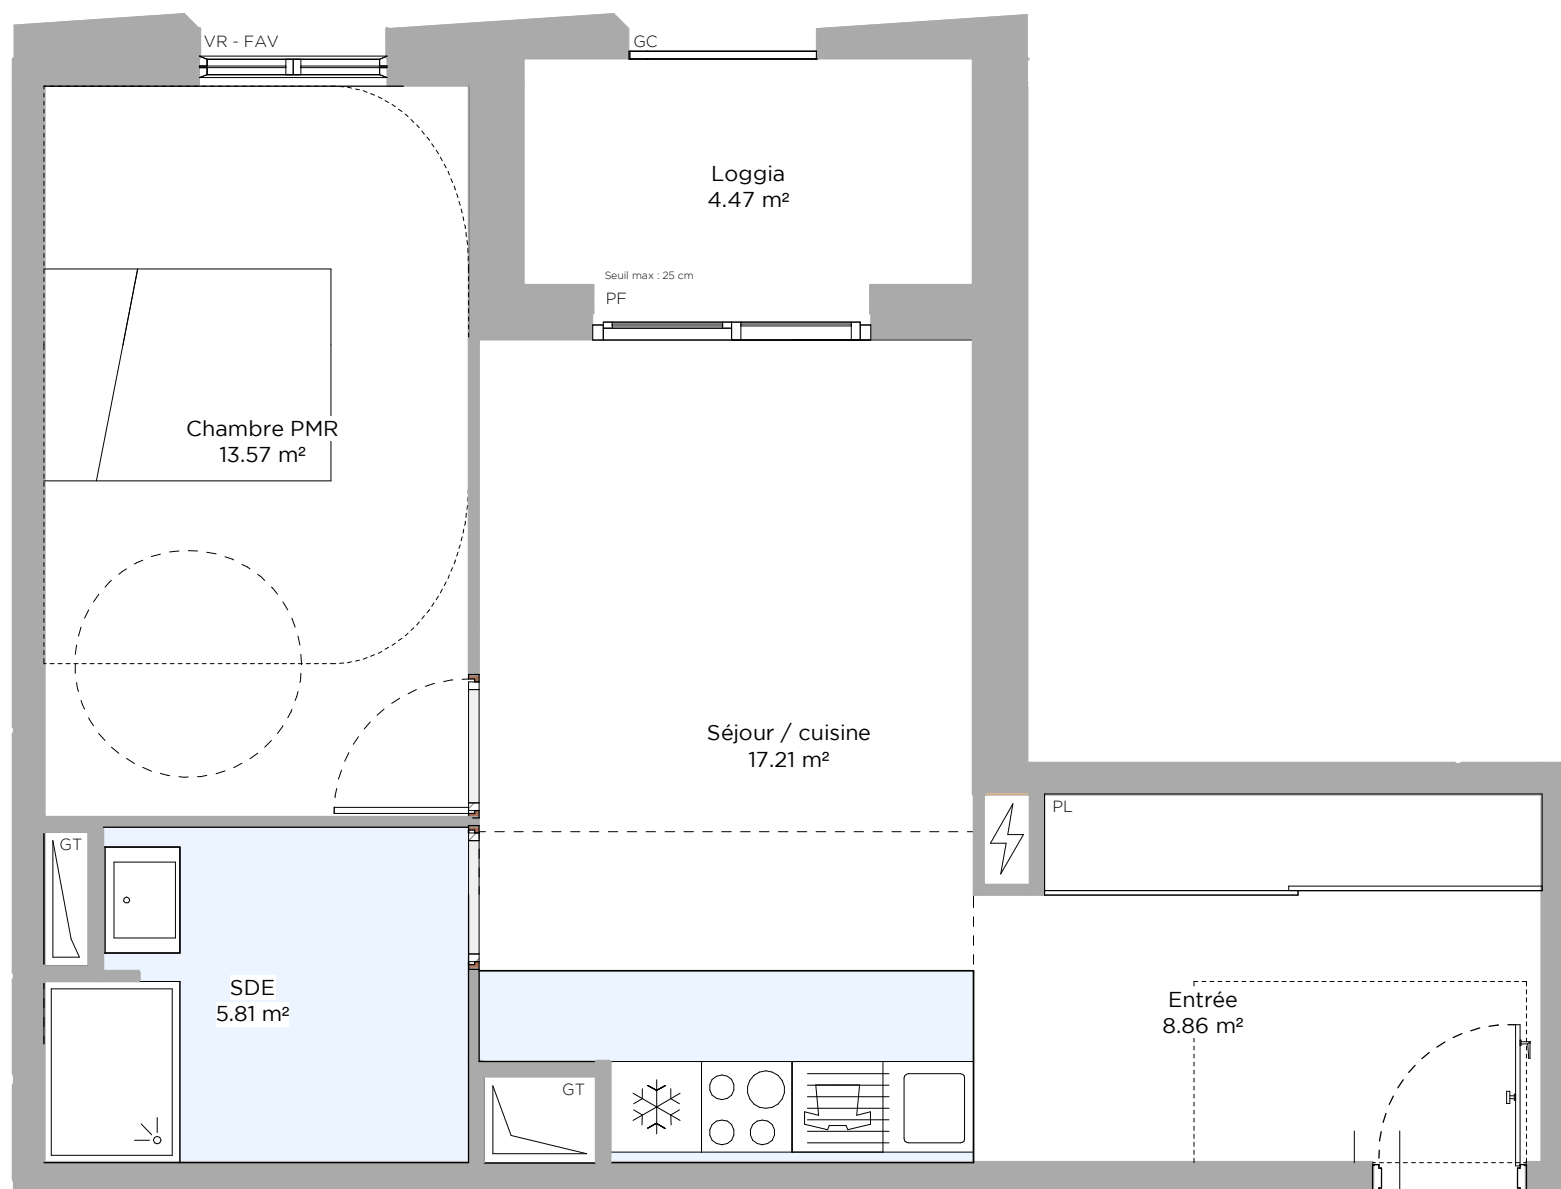 VR - FAV
GC
Loggia
4.47 m²
Seuil max : 25 cm
PF
Chambre PMR
13.57 m²
Séjour / cuisine
17.21 m²
PL
GT
SDE
5.81 m²
Entrée
8.86 m²
GT